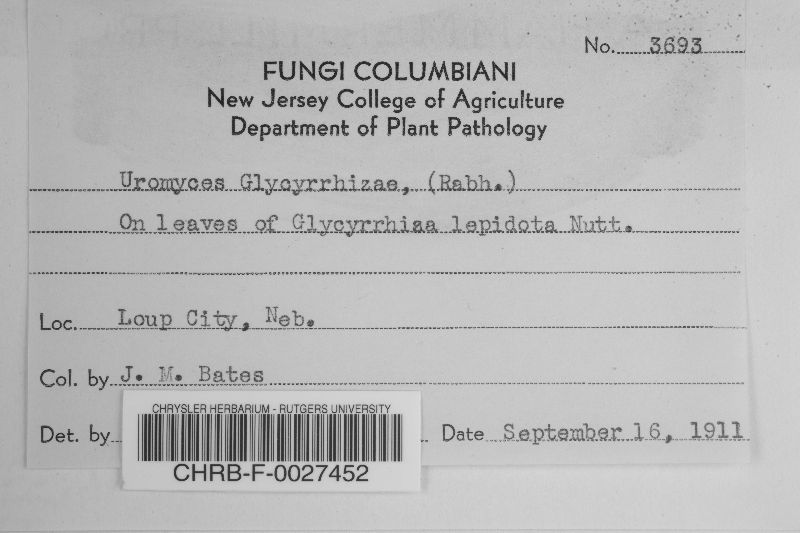 No. 3693
FUNGI COLUMBIANI
New Jersey College of Agriculture
Department of Plant Pathology
Uromyces Glycyrrhizae, (Rabh.)
On leaves of Glycyrrhiza lepidota Nutt.
Loc. Loup City, Neb.
Col. by J. M. Bates
Det. by
Date September 16, 1911
CHRYSLER HERBARIUM - RUTGERS UNIVERSITY
CHRB-F-0027452